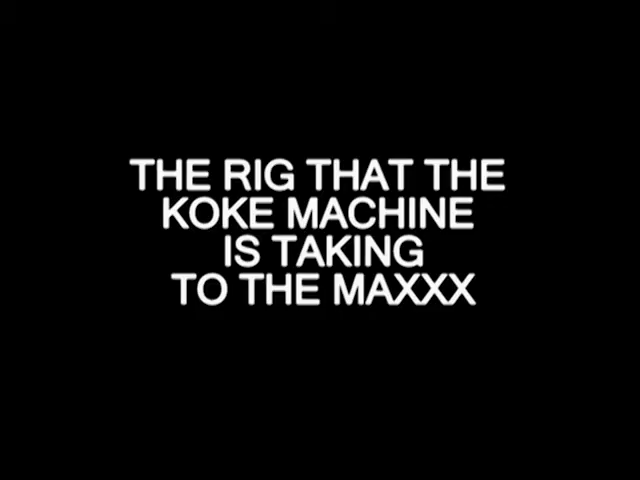 THE RIG THAT THE
KOKE MACHINE
IS TAKING
TO THE MAXXX